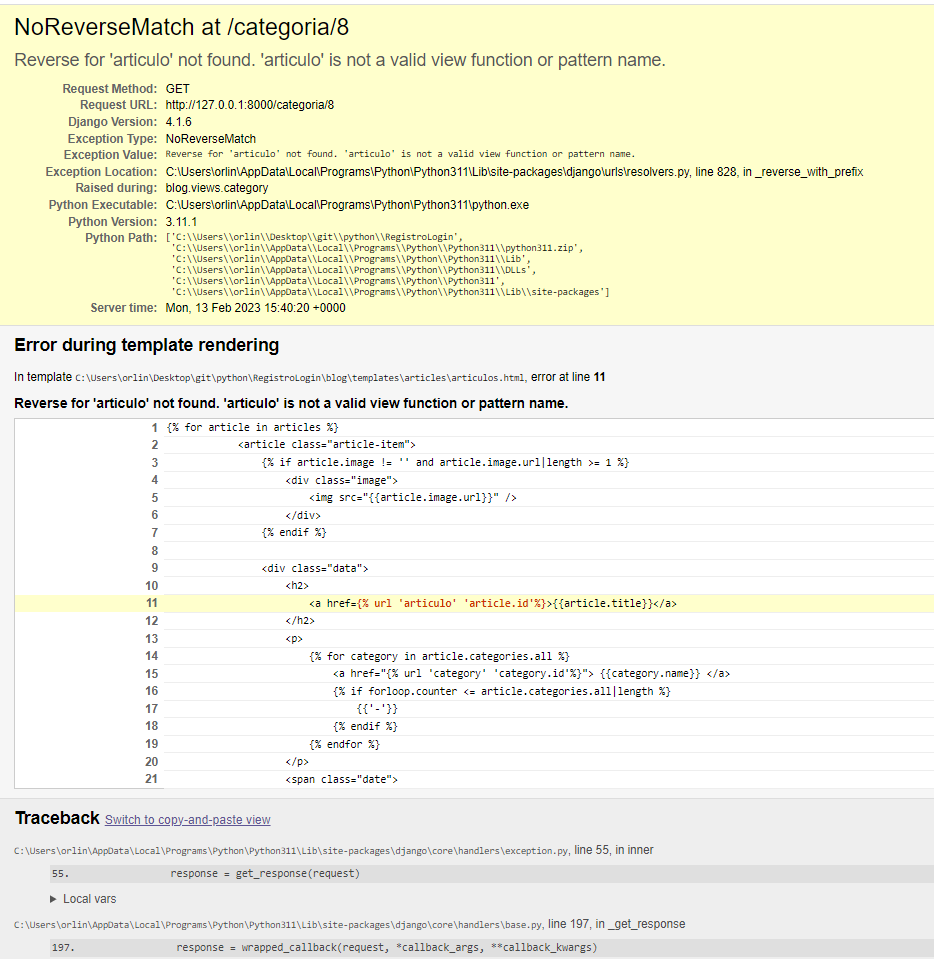 NoReverseMatch at /categoria/8
Reverse for 'articulo' not found. 'articulo' is not a valid view function or pattern name.
Request Method: GET
Request URL: http://127.0.0.1:8000/categoria/8
Django Version: 4.1.6
Exception Type: NoReverseMatch
Exception Value: Reverse for 'articulo' not found. 'articulo' is not a valid view function or pattern name.
Exception Location: C:\Users\orlin\AppData\Local\Programs\Python\Python311\Lib\site-packages\django\urls\resolvers.py, line 828, in _reverse_with_prefix
Raised during: blog.views.category
Python Executable: C:\Users\orlin\AppData\Local\Programs\Python\Python311\python.exe
Python Version: 3.11.1
Python Path: ['C:\\Users\\orlin\\Desktop\\git\\python\\RegistroLogin',
'C:\\Users\\orlin\\AppData\\Local\\Programs\\Python\\Python311\\python311.zip',
'C:\\Users\\orlin\\AppData\\Local\\Programs\\Python\\Python311\\Lib',
'C:\\Users\\orlin\\AppData\\Local\\Programs\\Python\\Python311\\DLLs',
'C:\\Users\\orlin\\AppData\\Local\\Programs\\Python\\Python311',
'C:\\Users\\orlin\\AppData\\Local\\Programs\\Python\\Python311\\Lib\\site-packages']
Server time: Mon, 13 Feb 2023 15:40:20 +0000
Error during template rendering
In template C:\Users\orlin\Desktop\git\python\RegistroLogin\blog\templates\articles\articulos.html, error at line 11
Reverse for 'articulo' not found. 'articulo' is not a valid view function or pattern name.
1 {% for article in articles %}
2 <article class="article-item">
3 {% if article.image != '' and article.image.url|length >= 1 %}
4 <div class="image">
5 <img src="{{article.image.url}}" />
6 </div>
7 {% endif %}
8
9 <div class="data">
10 <h2>
11 <a href={% url 'articulo' 'article.id'%}>{{article.title}}</a>
12 </h2>
13 <p>
14 {% for category in article.categories.all %}
15 <a href="{% url 'category' 'category.id'%}"> {{category.name}} </a>
16 {% if forloop.counter <= article.categories.all|length %}
17 {{'-'}}
18 {% endif %}
19 {% endfor %}
20 </p>
21 <span class="date">
Traceback Switch to copy-and-paste view
C:\Users\orlin\AppData\Local\Programs\Python\Python311\Lib\site-packages\django\core\handlers\exception.py, line 55, in inner
55. response = get_response(request)
▶ Local vars
C:\Users\orlin\AppData\Local\Programs\Python\Python311\Lib\site-packages\django\core\handlers\base.py, line 197, in _get_response
197. response = wrapped_callback(request, *callback_args, **callback_kwargs)